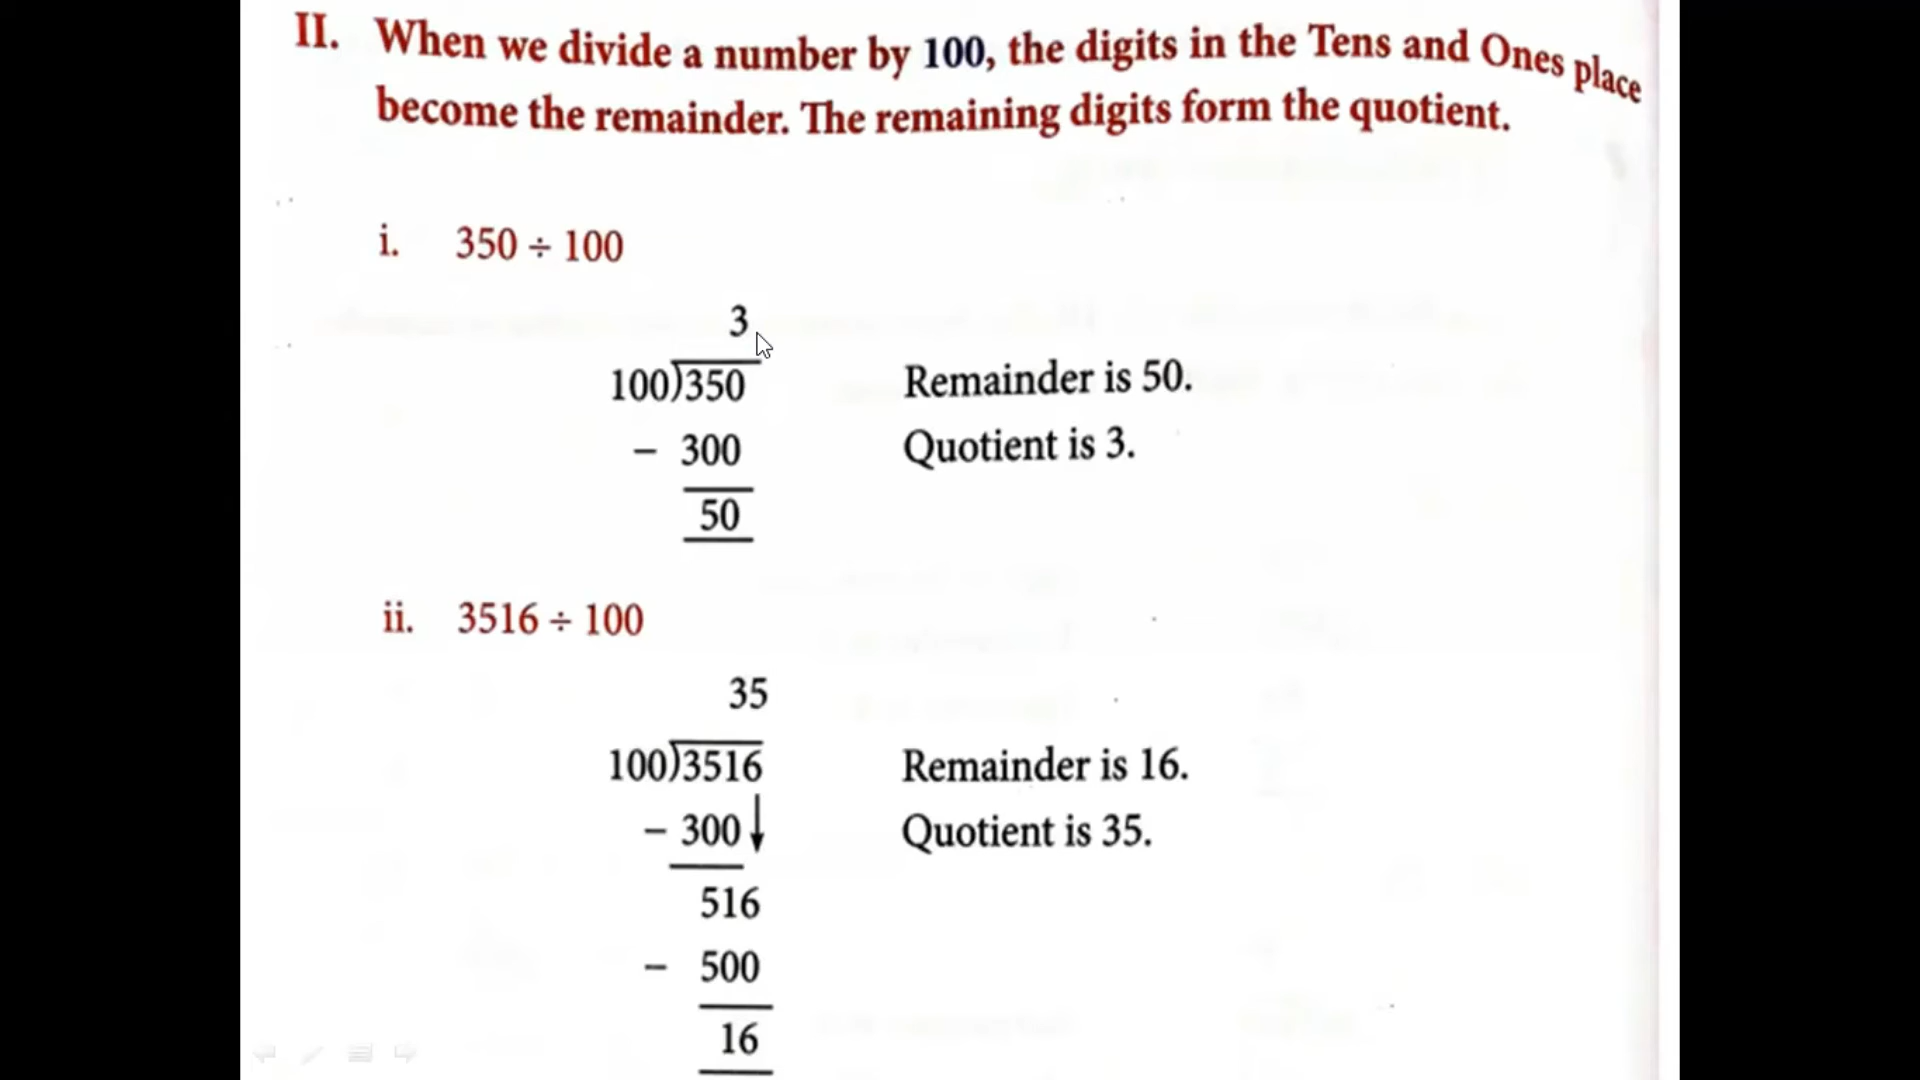 II. When we divide a number by 100, the digits in the Tens and Ones place
become the remainder. The remaining digits form the quotient.
i. 350 ÷ 100
3
100)350 Remainder is 50.
– 300 Quotient is 3.
50
ii. 3516 ÷ 100
35
100)3516 Remainder is 16.
– 300 Quotient is 35.
516
– 500
16